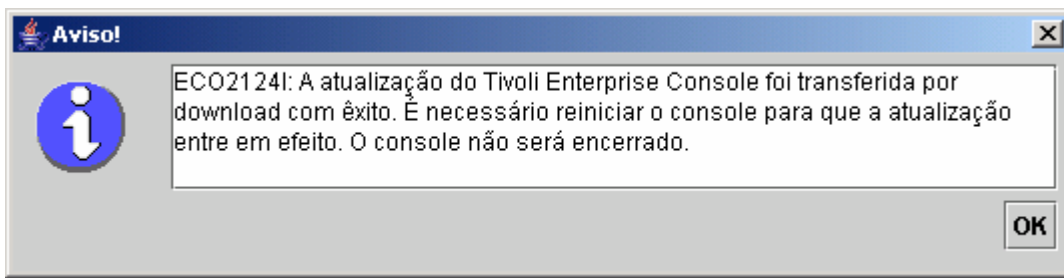 Aviso!
ECO2124I: A atualização do Tivoli Enterprise Console foi transferida por
download com êxito. É necessário reiniciar o console para que a atualização
entre em efeito. O console não será encerrado.
OK